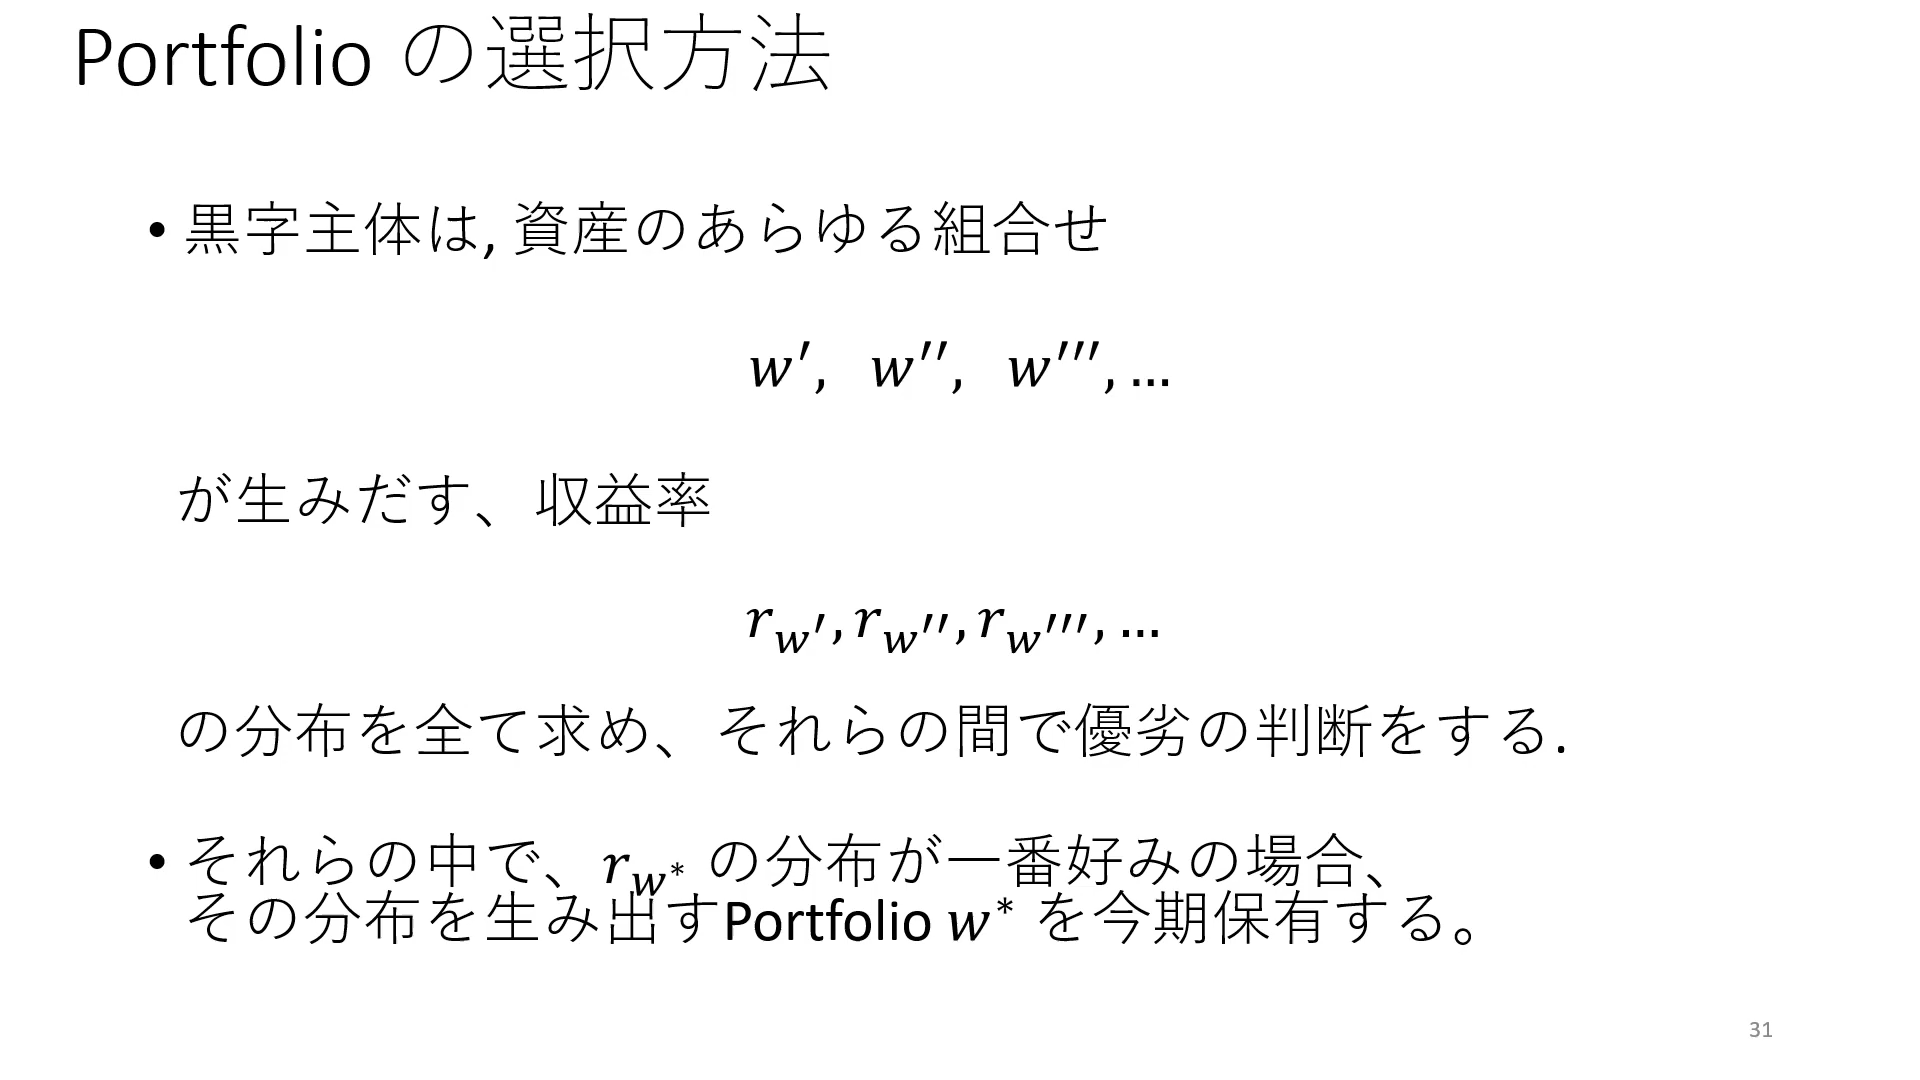 Portfolio の選択方法
• 黒字主体は, 資産のあらゆる組合せ
w′, w′′, w′′′, …
が生みだす、収益率
r_{w′}, r_{w′′}, r_{w′′′}, …
の分布を全て求め、それらの間で優劣の判断をする.
• それらの中で、r_{w*} の分布が一番好みの場合、
その分布を生み出すPortfolio w* を今期保有する。
31